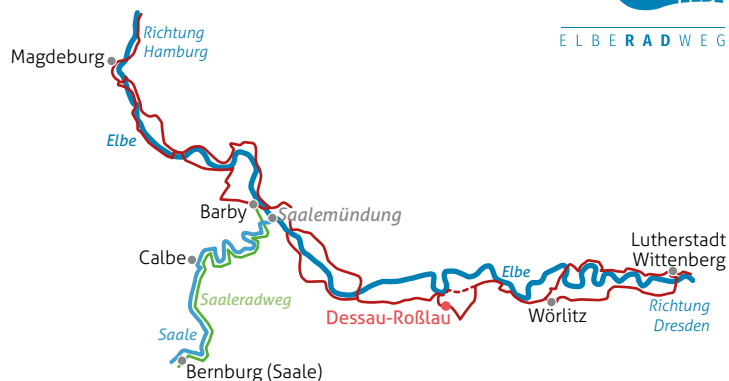 ELBERADWEG
Richtung
Hamburg
Magdeburg
Elbe
Barby
Saalemündung
Calbe
Saaleradweg
Saale
Bernburg (Saale)
Dessau-Roßlau
Elbe
Wörlitz
Lutherstadt
Wittenberg
Richtung
Dresden